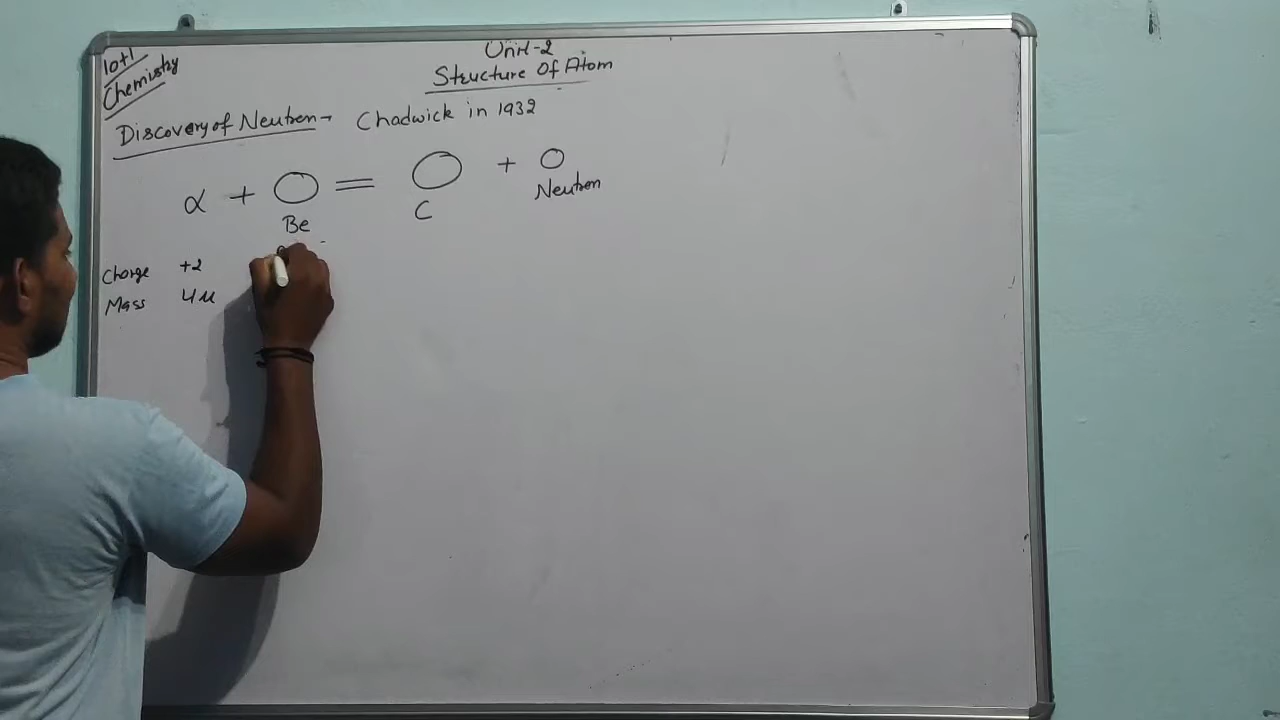 10+1
Chemistry
Unit-2
Structure Of Atom
Discovery of Neutron → Chadwick in 1932
α + = +
Be C Neutron
Charge +2
Mass 4u